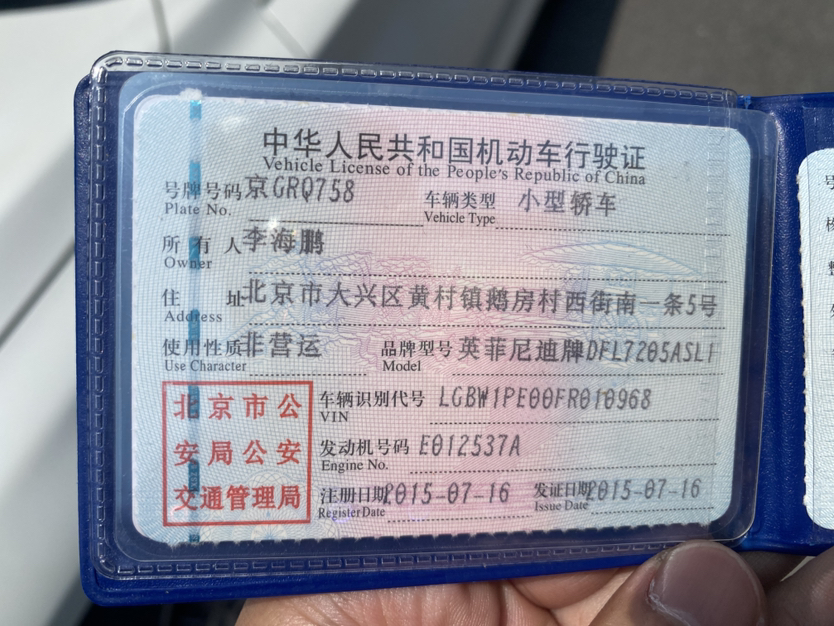 中华人民共和国机动车行驶证
Vehicle License of the People's Republic of China
号牌号码 京GRQ758 车辆类型 小型轿车
Plate No. Vehicle Type
所有人 李海鹏
Owner
住址 北京市大兴区黄村镇鹅房村西街南一条5号
Address
使用性质 非营运 品牌型号 英菲尼迪牌DFL7205ASL1
Use Character Model
北京市公
安局公安
交通管理局
车辆识别代号 LGBW1PE00FR010968
VIN
发动机号码 E012537A
Engine No.
注册日期 2015-07-16 发证日期 2015-07-16
Register Date Issue Date
号